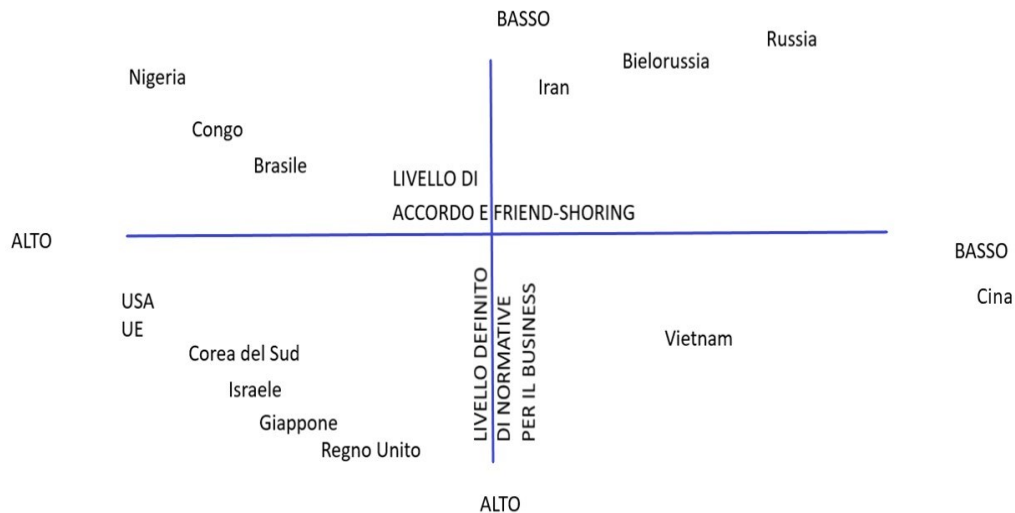 BASSO
Russia
Bielorussia
Nigeria
Iran
Congo
Brasile
LIVELLO DI
ACCORDO E FRIEND-SHORING
ALTO
BASSO
Cina
USA
UE
Vietnam
Corea del Sud
Israele
Giappone
Regno Unito
LIVELLO DEFINITO
DI NORMATIVE
PER IL BUSINESS
ALTO